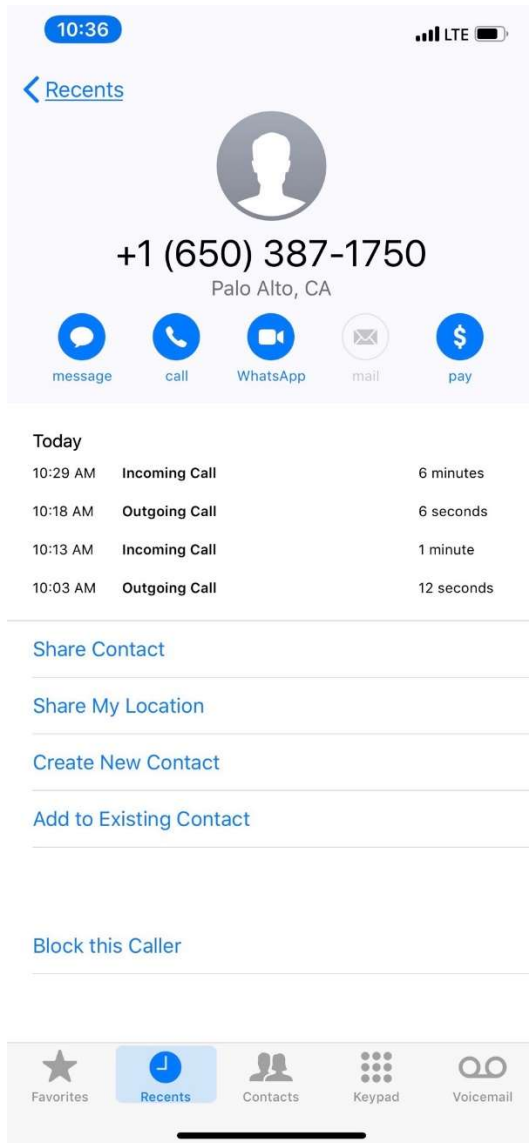 10:36 LTE
Recents
+1 (650) 387-1750
Palo Alto, CA
message call WhatsApp mail pay
Today
10:29 AM Incoming Call 6 minutes
10:18 AM Outgoing Call 6 seconds
10:13 AM Incoming Call 1 minute
10:03 AM Outgoing Call 12 seconds
Share Contact
Share My Location
Create New Contact
Add to Existing Contact
Block this Caller
Favorites Recents Contacts Keypad Voicemail